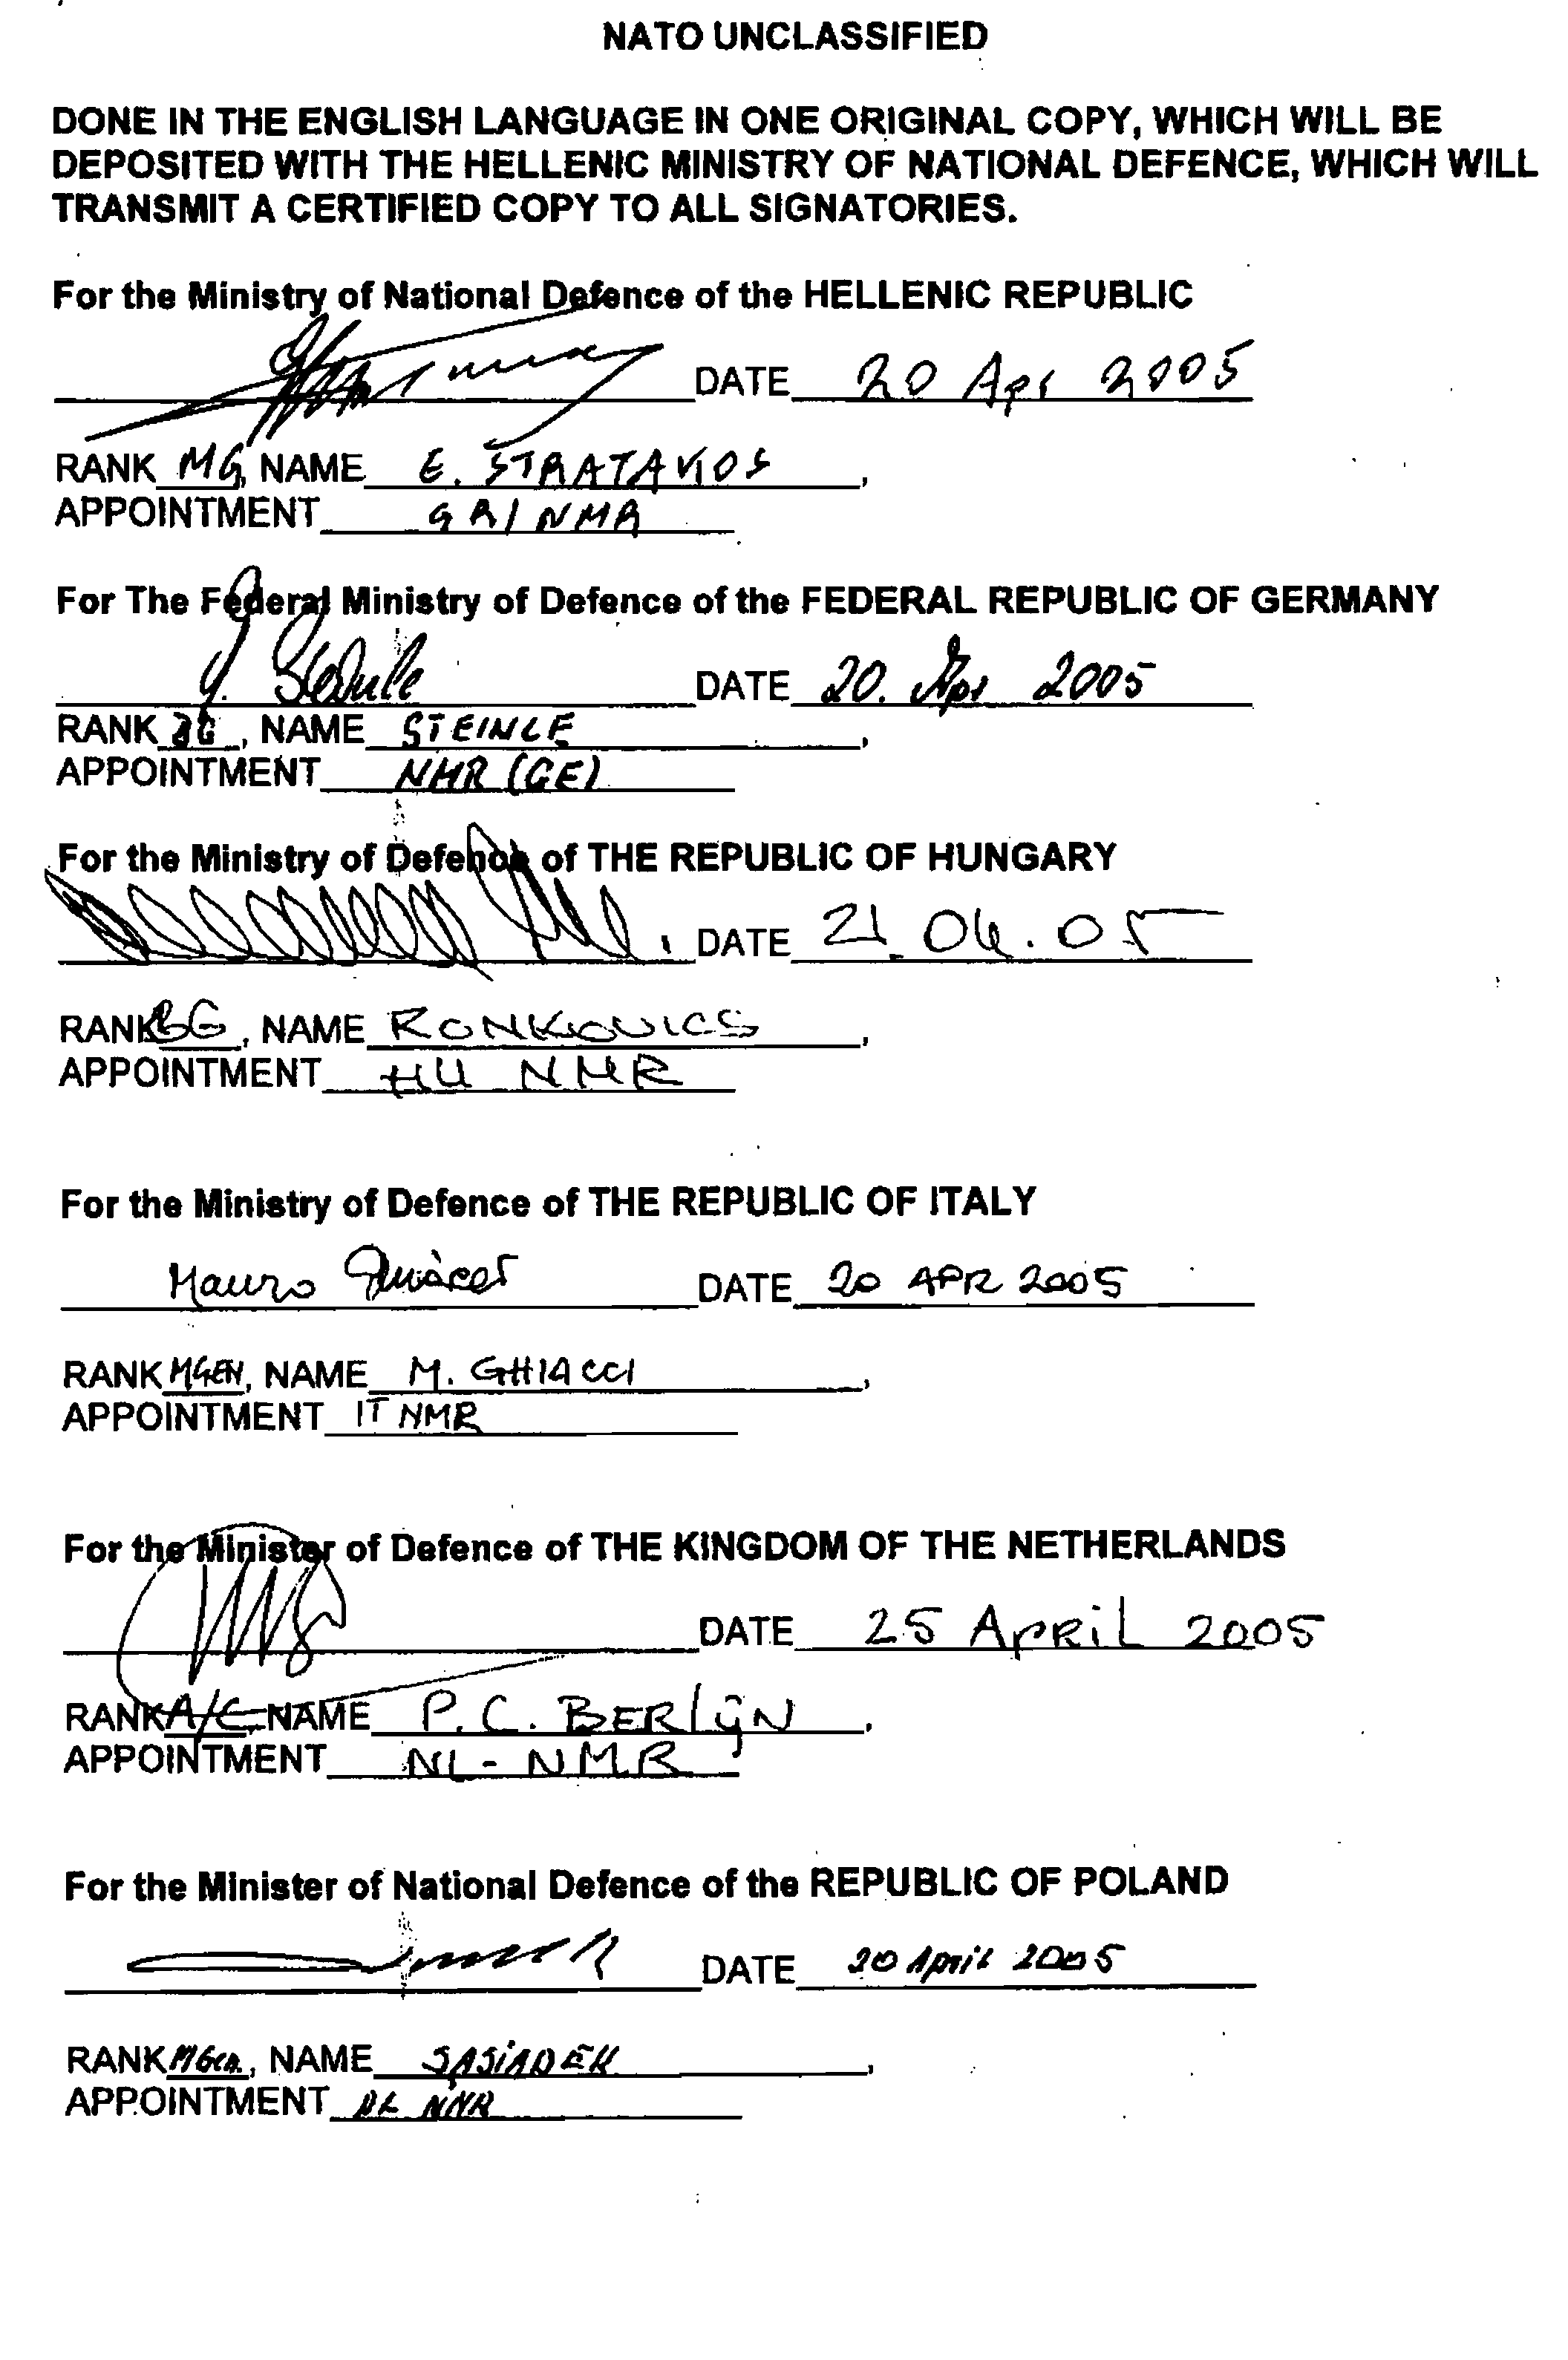 NATO UNCLASSIFIED
DONE IN THE ENGLISH LANGUAGE IN ONE ORIGINAL COPY, WHICH WILL BE
DEPOSITED WITH THE HELLENIC MINISTRY OF NATIONAL DEFENCE, WHICH WILL
TRANSMIT A CERTIFIED COPY TO ALL SIGNATORIES.
For the Ministry of National Defence of the HELLENIC REPUBLIC
DATE 20 Apr 2005
RANK MG, NAME E. STRATAKIOS,
APPOINTMENT GR/NMR
For The Federal Ministry of Defence of the FEDERAL REPUBLIC OF GERMANY
DATE 20. Apr 2005
RANK BG, NAME STEINLE,
APPOINTMENT NMR (GE)
For the Ministry of Defence of THE REPUBLIC OF HUNGARY
DATE 21.04.05
RANK BG, NAME RONKOVICS,
APPOINTMENT HU NMR
For the Ministry of Defence of THE REPUBLIC OF ITALY
Mauro DATE 20 APR 2005
RANK MGEN, NAME M. GHIACCI,
APPOINTMENT IT NMR
For the Minister of Defence of THE KINGDOM OF THE NETHERLANDS
DATE 25 APRiL 2005
RANK A/C, NAME P.C. BERLIJN,
APPOINTMENT NL-NMR
For the Minister of National Defence of the REPUBLIC OF POLAND
DATE 20 April 2005
RANK MGen, NAME SASiADEK,
APPOINTMENT PL NMR